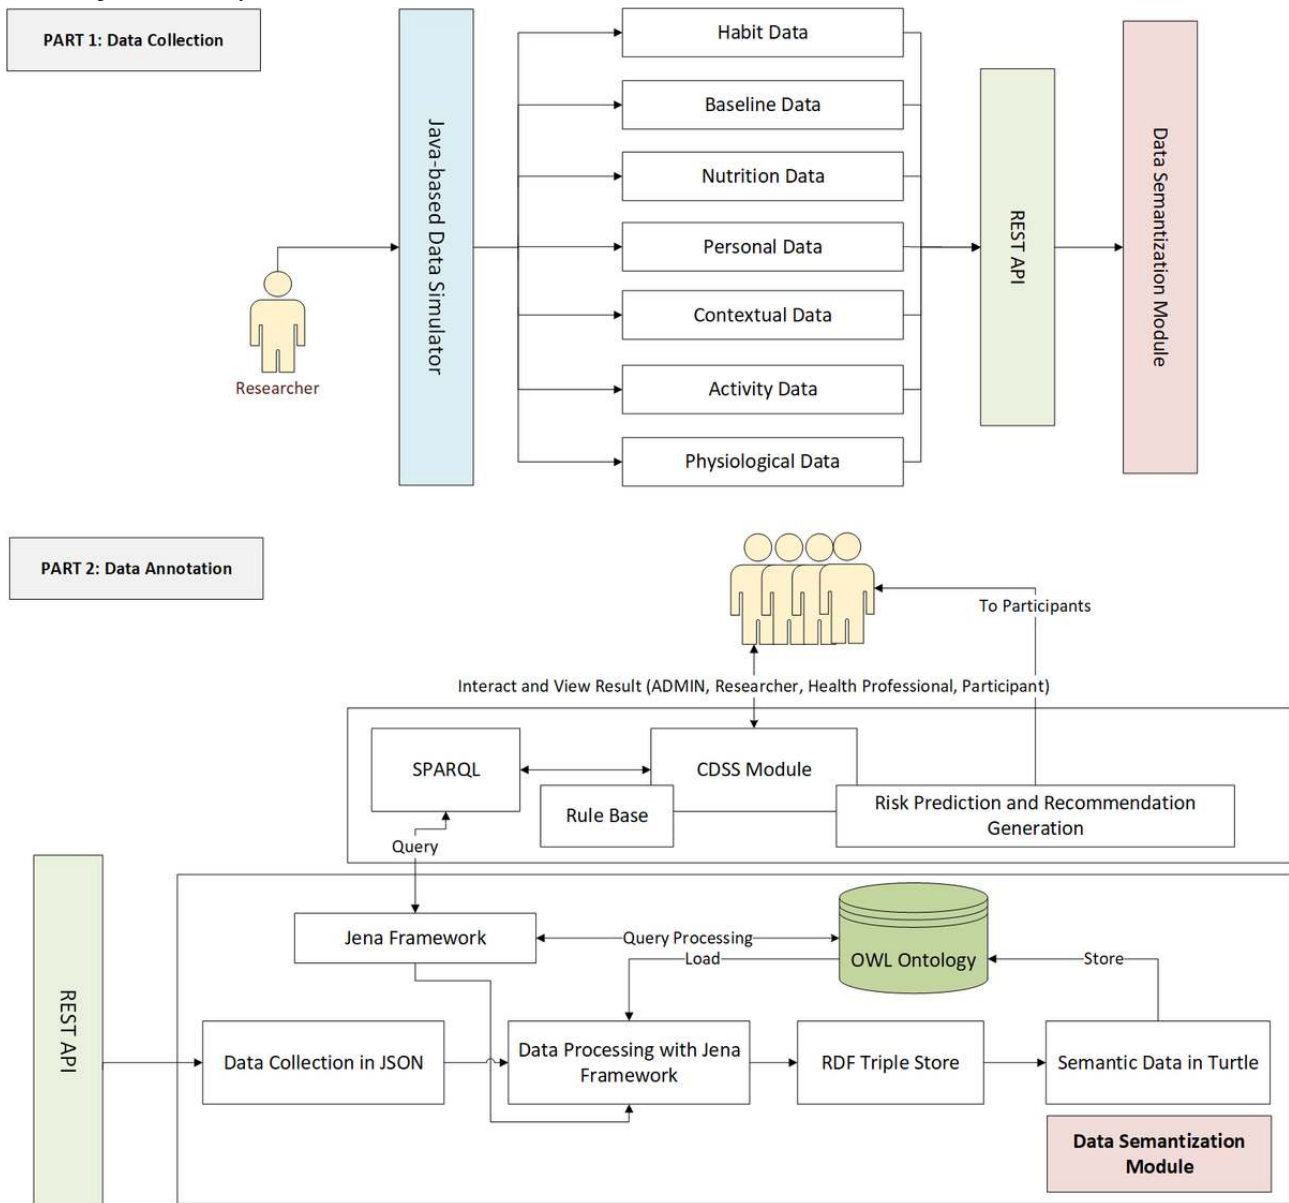 PART 1: Data Collection
Habit Data
Baseline Data
Nutrition Data
Personal Data
Contextual Data
Activity Data
Physiological Data
Java-based Data Simulator
REST API
Data Semantization Module
Researcher
PART 2: Data Annotation
To Participants
Interact and View Result (ADMIN, Researcher, Health Professional, Participant)
SPARQL
CDSS Module
Rule Base
Risk Prediction and Recommendation
Generation
Query
Jena Framework
Query Processing
Load
OWL Ontology
Store
REST API
Data Collection in JSON
Data Processing with Jena
Framework
RDF Triple Store
Semantic Data in Turtle
Data Semantization
Module